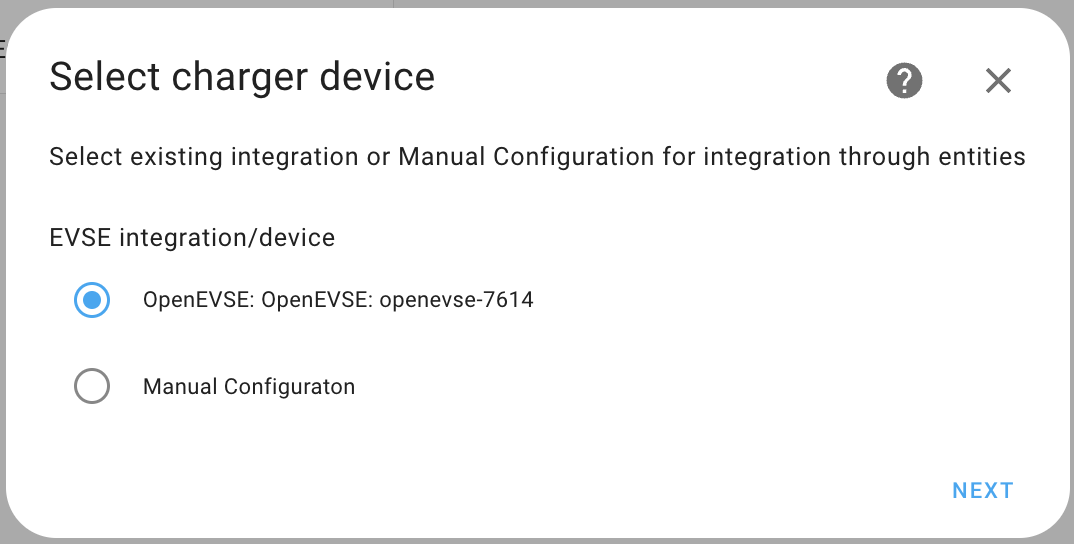 Select charger device
Select existing integration or Manual Configuration for integration through entities
EVSE integration/device
OpenEVSE: OpenEVSE: openevse-7614
Manual Configuraton
NEXT